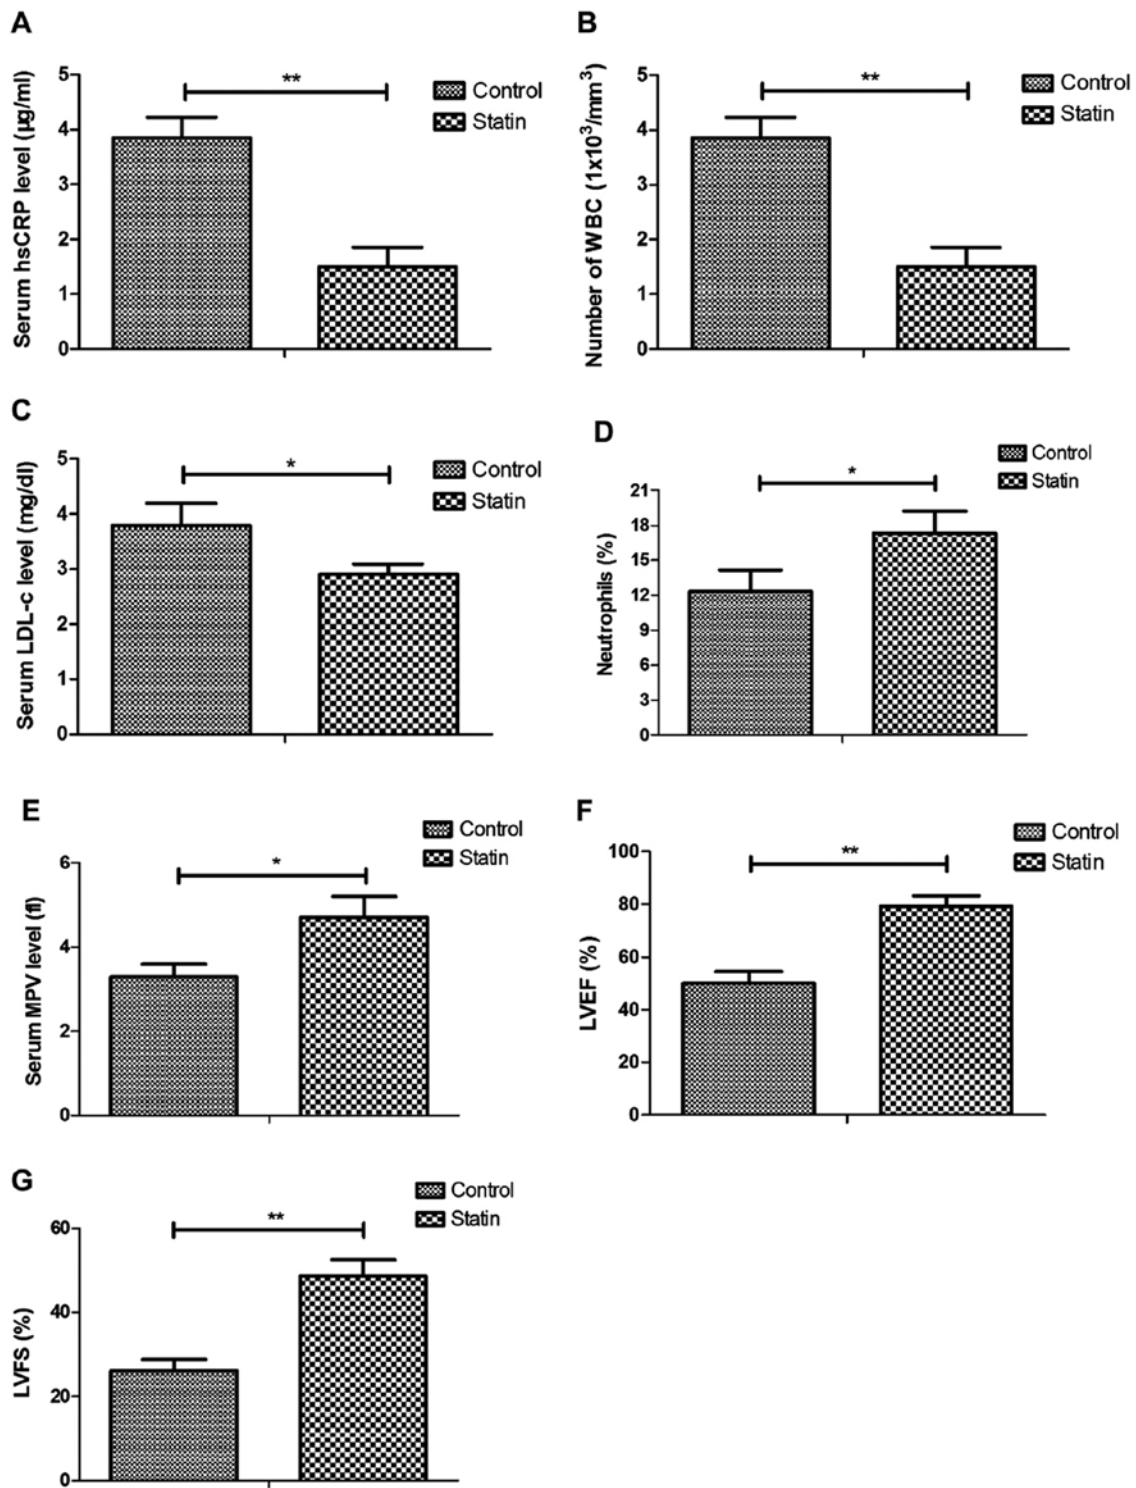 A
Serum hsCRP level (µg/ml)
5
4
3
2
1
0
**
Control
Statin
B
Number of WBC (1x10³/mm³)
5
4
3
2
1
0
**
Control
Statin
C
Serum LDL-c level (mg/dl)
5
4
3
2
1
0
*
Control
Statin
D
Neutrophils (%)
21
18
15
12
9
6
3
0
*
Control
Statin
E
Serum MPV level (fl)
6
4
2
0
*
Control
Statin
F
LVEF (%)
100
80
60
40
20
0
**
Control
Statin
G
LVFS (%)
60
40
20
0
**
Control
Statin